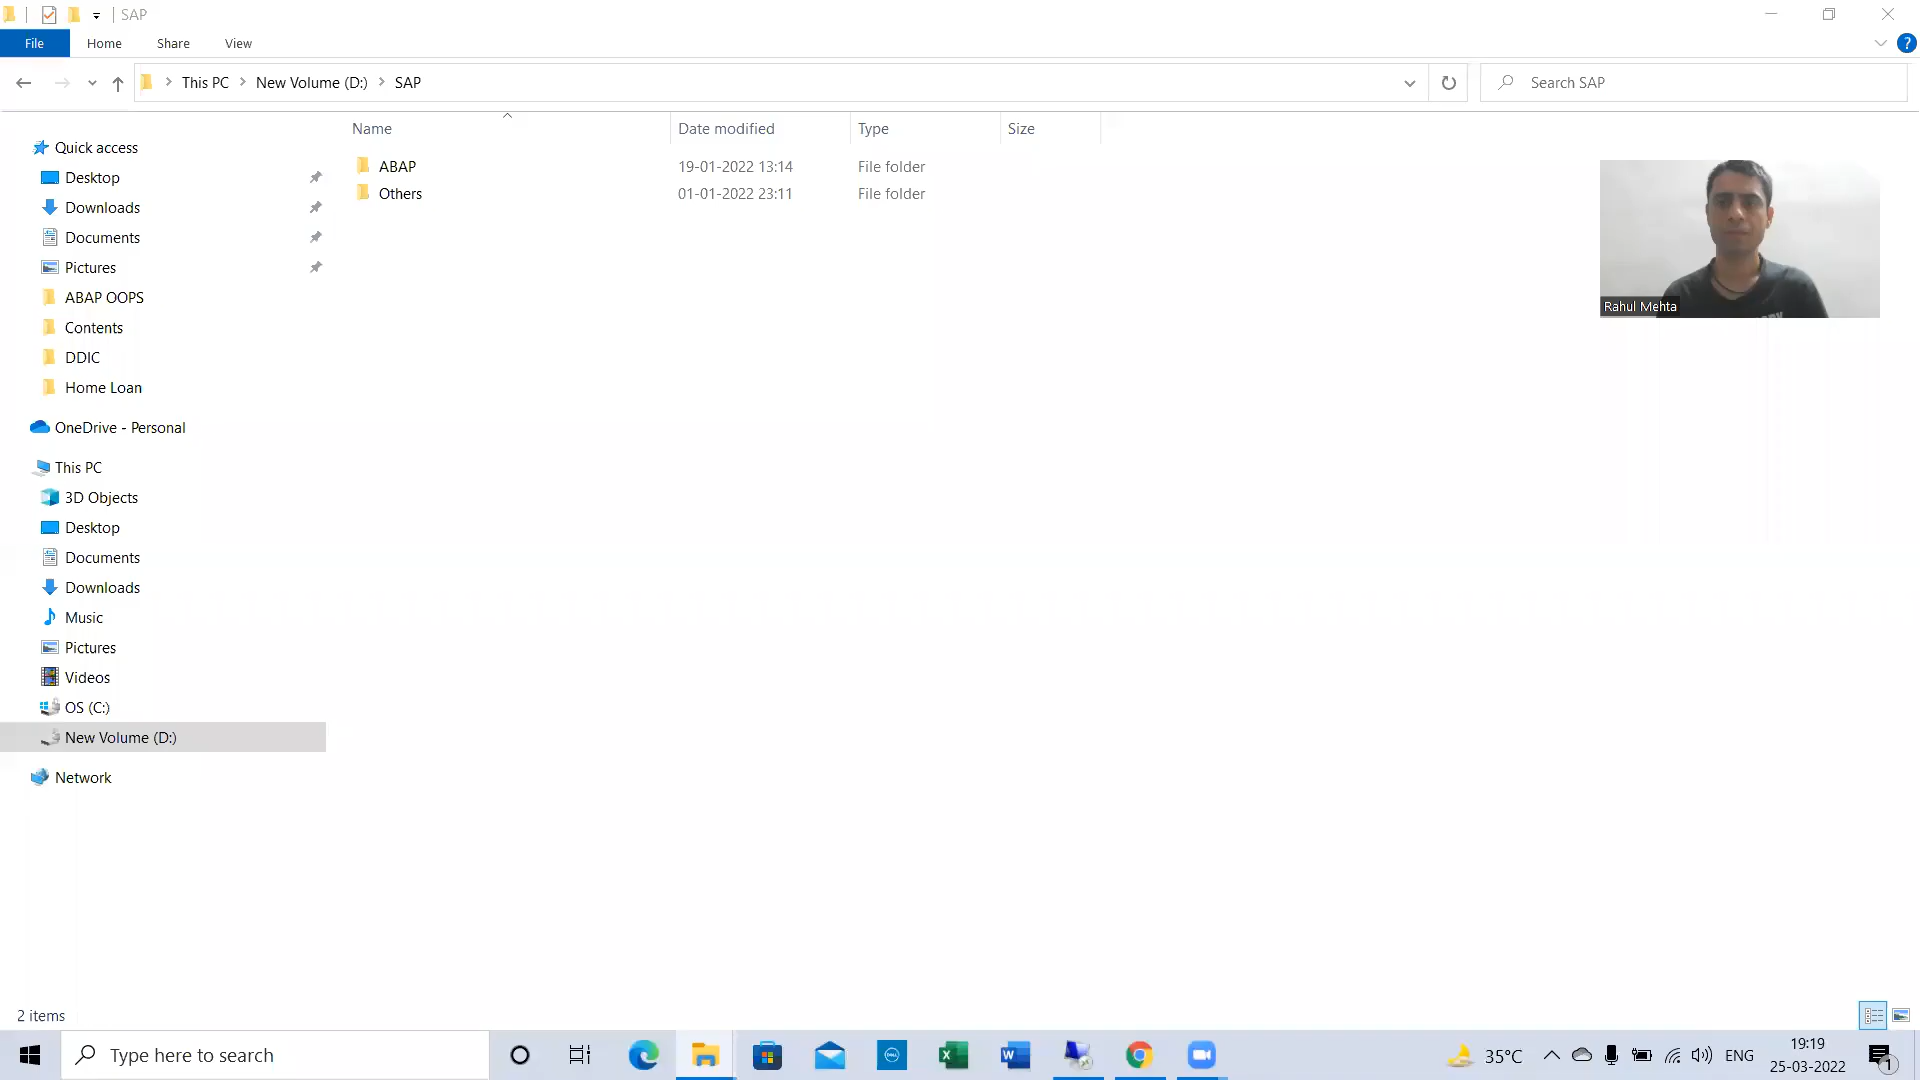 SAP
File Home Share View
This PC New Volume (D:) SAP
Search SAP
Name Date modified Type Size
ABAP 19-01-2022 13:14 File folder
Others 01-01-2022 23:11 File folder
Quick access
Desktop
Downloads
Documents
Pictures
ABAP OOPS
Contents
DDIC
Home Loan
OneDrive - Personal
This PC
3D Objects
Desktop
Documents
Downloads
Music
Pictures
Videos
OS (C:)
New Volume (D:)
Network
Rahul Mehta
2 items
Type here to search
35°C ENG
19:19
25-03-2022
1